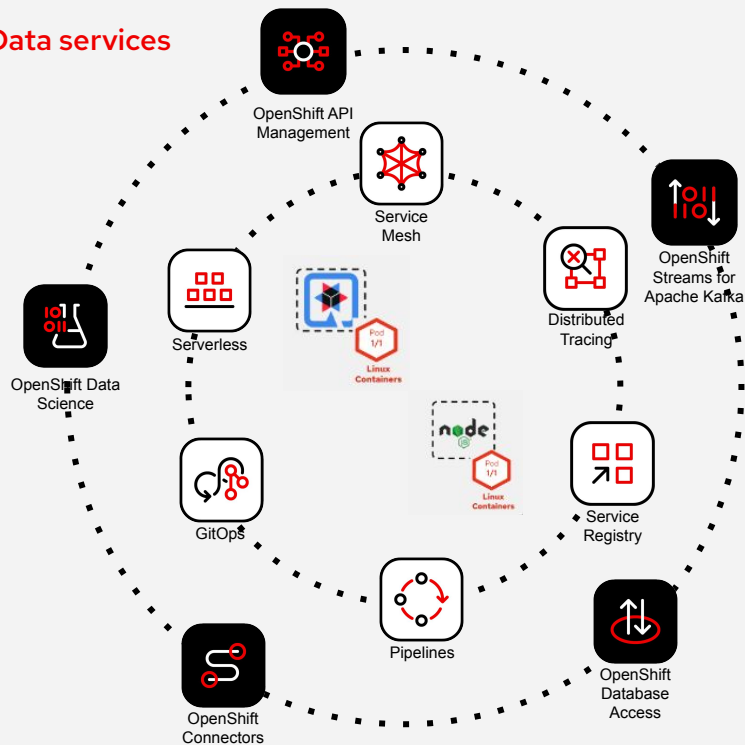 Data services
OpenShift API
Management
Service
Mesh
OpenShift
Streams for
Apache Kafka
Serverless
Distributed
Tracing
Pod
1/1
Linux
Containers
OpenShift Data
Science
node
JS
Pod
1/1
Linux
Containers
GitOps
Service
Registry
Pipelines
OpenShift
Database
Access
OpenShift
Connectors